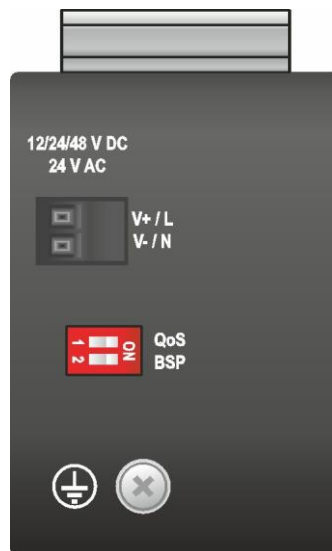 12/24/48 V DC
24 V AC
V+ / L
V- / N
1 ON QoS
2 BSP